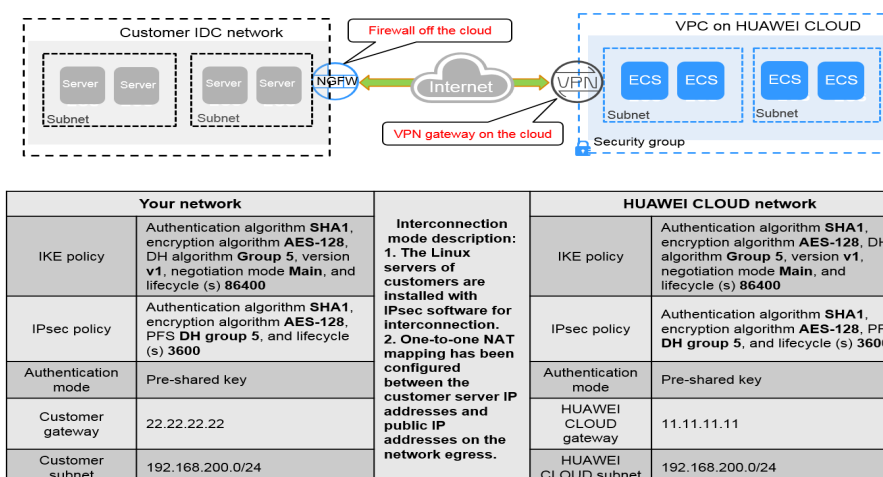 Customer IDC network
Firewall off the cloud
VPC on HUAWEI CLOUD
Server
Server
Server
Server
NGFW
Internet
VPN
ECS
ECS
ECS
ECS
Subnet
Subnet
Subnet
Subnet
VPN gateway on the cloud
Security group
Your network
HUAWEI CLOUD network
IKE policy
Authentication algorithm SHA1,
encryption algorithm AES-128,
DH algorithm Group 5, version
v1, negotiation mode Main, and
lifecycle (s) 86400
IPsec policy
Authentication algorithm SHA1,
encryption algorithm AES-128,
PFS DH group 5, and lifecycle
(s) 3600
Authentication
mode
Pre-shared key
Customer
gateway
22.22.22.22
Customer
subnet
192.168.200.0/24
Interconnection
mode description:
1. The Linux
servers of
customers are
installed with
IPsec software for
interconnection.
2. One-to-one NAT
mapping has been
configured
between the
customer server IP
addresses and
public IP
addresses on the
network egress.
IKE policy
Authentication algorithm SHA1,
encryption algorithm AES-128, DH
algorithm Group 5, version v1,
negotiation mode Main, and
lifecycle (s) 86400
IPsec policy
Authentication algorithm SHA1,
encryption algorithm AES-128, PF
DH group 5, and lifecycle (s) 3600
Authentication
mode
Pre-shared key
HUAWEI
CLOUD
gateway
11.11.11.11
HUAWEI
CLOUD subnet
192.168.200.0/24